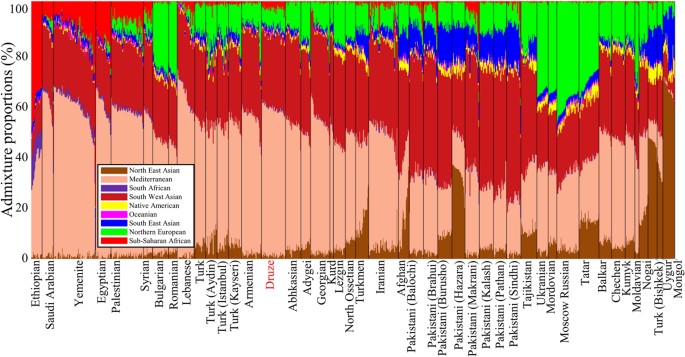 Admixture proportions (%)
100
80
60
40
20
0
North East Asian
Mediterranean
South African
South West Asian
Native American
Oceanian
South East Asian
Northern European
Sub-Saharan African
Ethiopian
Saudi Arabian
Yemenite
Egyptian
Palestinian
Syrian
Bulgarian
Romanian
Lebanese
Turk
Turk (Aydin)
Turk (Istanbul)
Turk (Kayseri)
Armenian
Druze
Abhkasian
Adygei
Georgian
Kurd
Lezgin
North Ossetan
Turkmen
Iranian
Afghan
Pakistani (Balochi)
Pakistani (Brahui)
Pakistani (Burusho)
Pakistani (Hazara)
Pakistani (Makrani)
Pakistani (Kalash)
Pakistani (Pathan)
Pakistani (Sindhi)
Tajikistan
Ukranian
Mordovian
Moscow Russian
Tatar
Balkar
Chechen
Kumyk
Moldavian
Nogai
Turk (Bishkek)
Uygur
Mongol